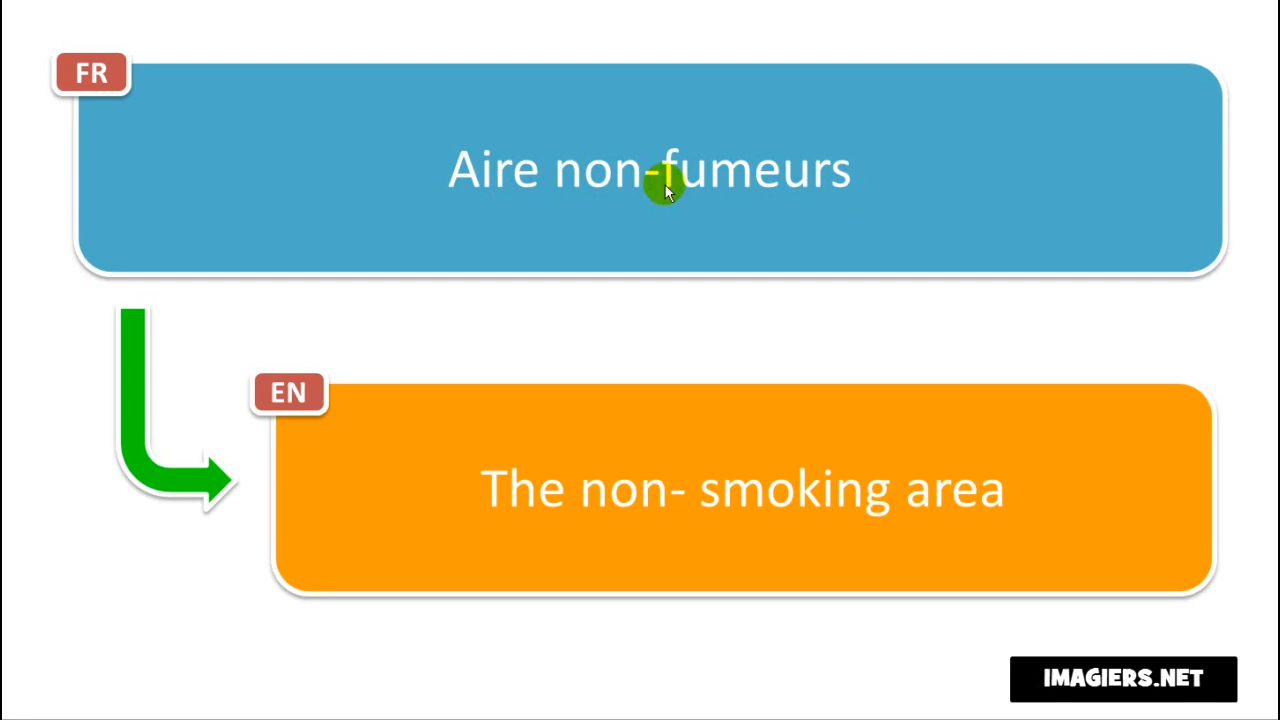 FR
Aire non-fumeurs
EN
The non- smoking area
IMAGIERS.NET